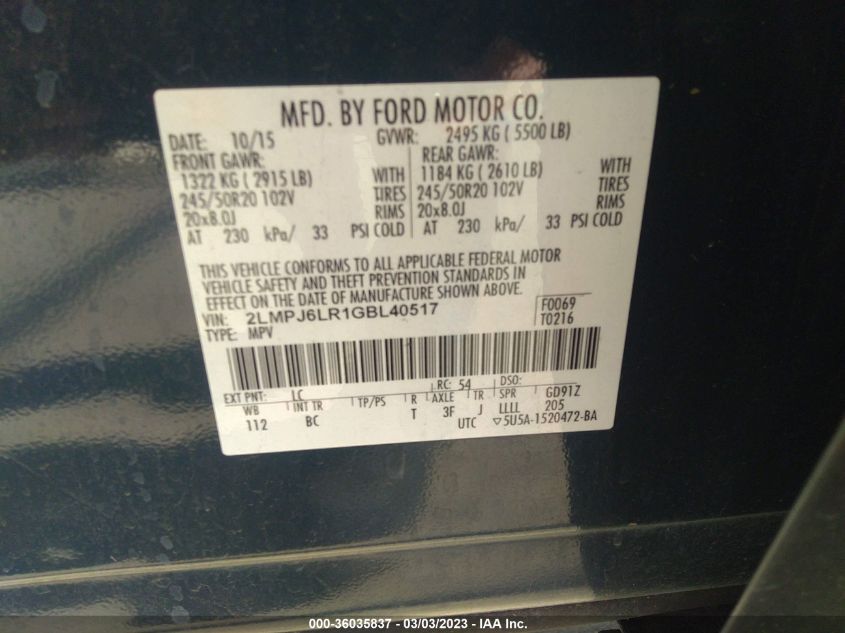 MFD. BY FORD MOTOR CO.
DATE: 10/15 GVWR: 2495 KG ( 5500 LB)
FRONT GAWR: REAR GAWR:
1322 KG ( 2915 LB) WITH 1184 KG ( 2610 LB) WITH
245/50R20 102V TIRES 245/50R20 102V TIRES
20x8.0J RIMS 20x8.0J RIMS
AT 230 kPa/ 33 PSI COLD AT 230 kPa/ 33 PSI COLD
THIS VEHICLE CONFORMS TO ALL APPLICABLE FEDERAL MOTOR
VEHICLE SAFETY AND THEFT PREVENTION STANDARDS IN
EFFECT ON THE DATE OF MANUFACTURE SHOWN ABOVE.
VIN: 2LMPJ6LR1GBL40517 F0069
TYPE: MPV T0216
EXT PNT: LC RC: 54 DSO:
WB INT TR TP/PS R AXLE TR SPR GD91Z
112 BC T 3F J LLLL 205
UTC ▽5U5A-1520472-BA
000-36035837 - 03/03/2023 - IAA Inc.